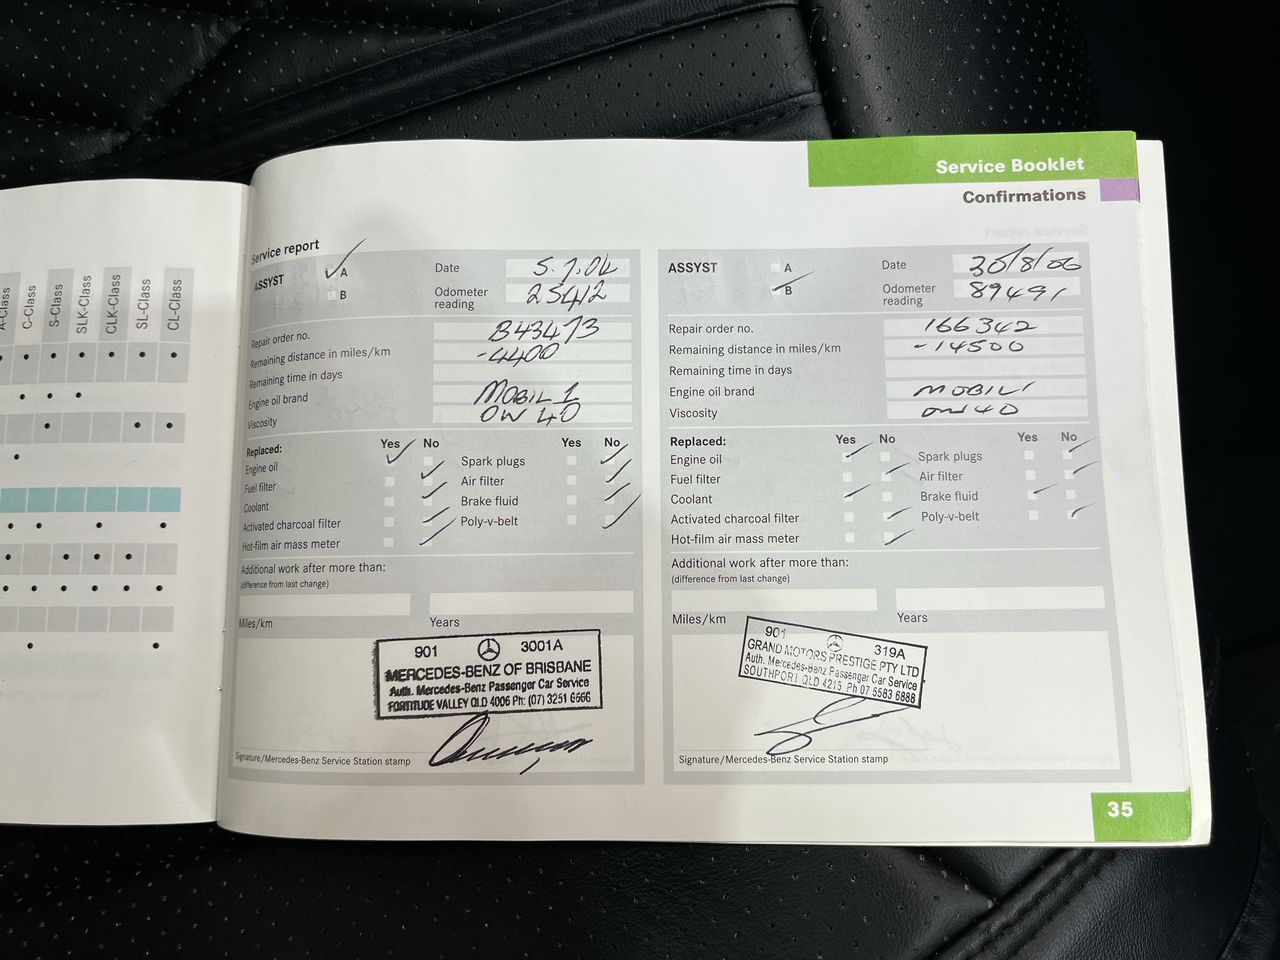 Service Booklet
Confirmations
A-Class
C-Class
S-Class
SLK-Class
CLK-Class
SL-Class
CL-Class
Service report
ASSYST
A
B
Date 5.7.04
Odometer reading 25412
Repair order no. B43473
Remaining distance in miles/km -4400
Remaining time in days
Engine oil brand MOBIL 1
Viscosity 0W 40
Replaced:
Yes No Yes No
Engine oil Spark plugs
Fuel filter Air filter
Coolant Brake fluid
Activated charcoal filter Poly-v-belt
Hot-film air mass meter
Additional work after more than:
(difference from last change)
Miles/km Years
901 3001A
MERCEDES-BENZ OF BRISBANE
Auth. Mercedes-Benz Passenger Car Service
FORTITUDE VALLEY QLD 4006 Ph: (07) 3251 6666
Signature/Mercedes-Benz Service Station stamp
ASSYST
A
B
Date 30/8/06
Odometer reading 89491
Repair order no. 166342
Remaining distance in miles/km -14500
Remaining time in days
Engine oil brand MOBIL 1
Viscosity 0W 40
Replaced:
Yes No Yes No
Engine oil Spark plugs
Fuel filter Air filter
Coolant Brake fluid
Activated charcoal filter Poly-v-belt
Hot-film air mass meter
Additional work after more than:
(difference from last change)
Miles/km Years
901 319A
GRAND MOTORS PRESTIGE PTY LTD
Auth. Mercedes-Benz Passenger Car Service
SOUTHPORT QLD 4215 Ph 07 5583 6888
Signature/Mercedes-Benz Service Station stamp
35